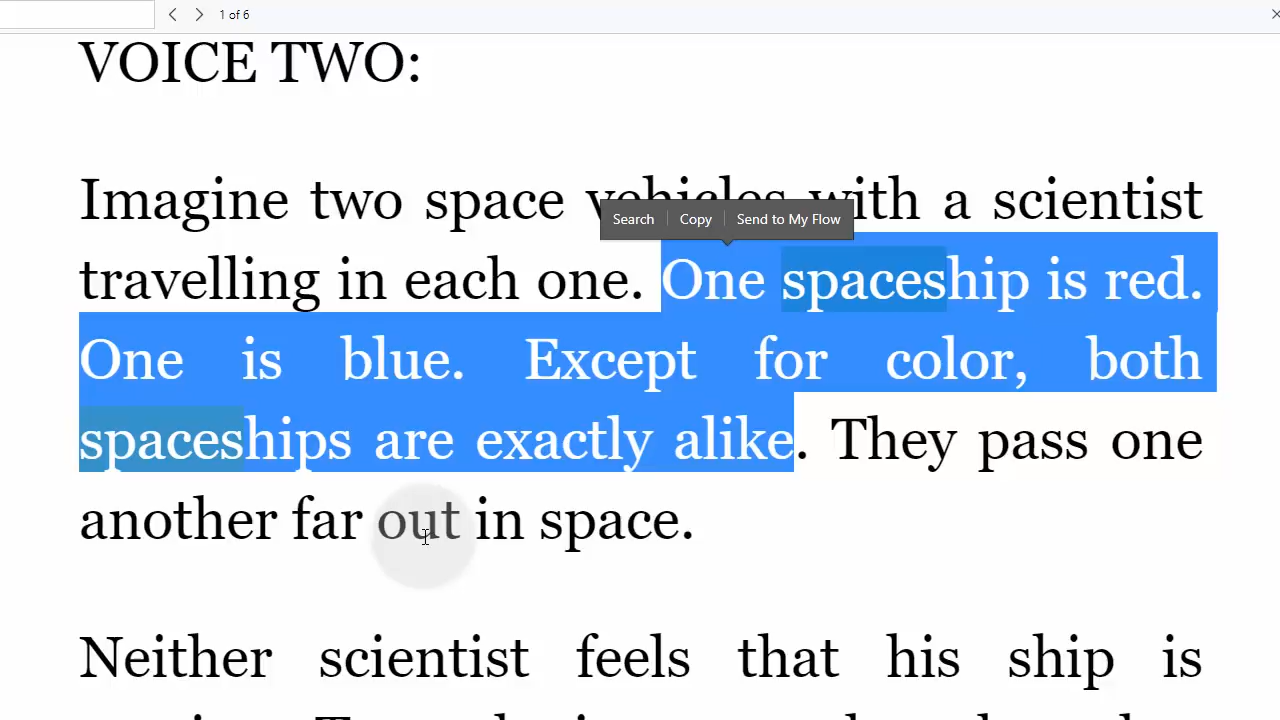 1 of 6
VOICE TWO:
Imagine two space vehicles with a scientist
Search Copy Send to My Flow
travelling in each one. One spaceship is red.
One is blue. Except for color, both
spaceships are exactly alike. They pass one
another far out in space.
Neither scientist feels that his ship is